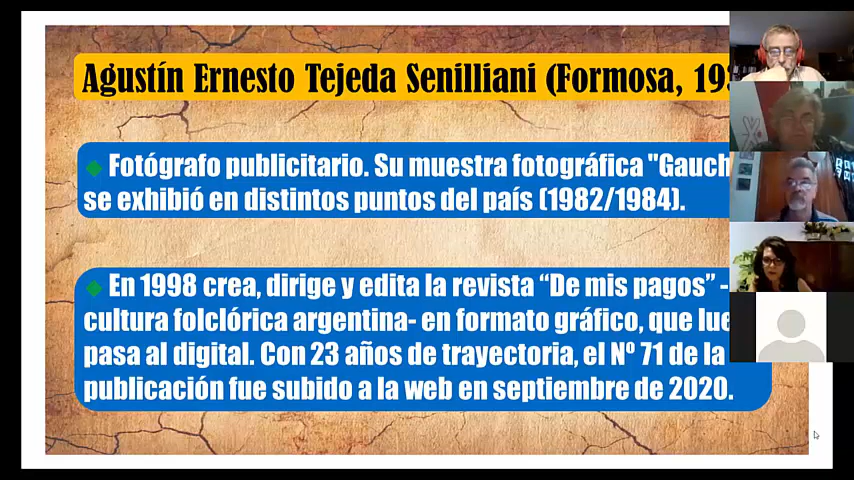 Agustín Ernesto Tejeda Senilliani (Formosa,
Fotógrafo publicitario. Su muestra fotográfica
se exhibió en distintos puntos del país (1982/1984).
En 1998 crea, dirige y edita la revista “De mis pagos” -
cultura folclórica argentina- en formato gráfico, que
pasa al digital. Con 23 años de trayectoria, el Nº 71 de la
publicación fue subido a la web en septiembre de 2020.